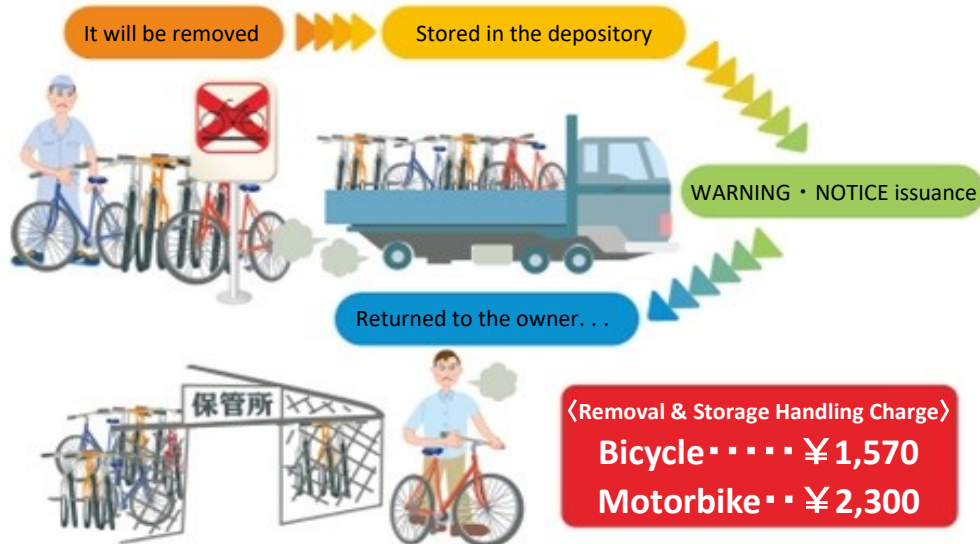 It will be removed
Stored in the depository
WARNING・NOTICE issuance
Returned to the owner. . .
保管所
〈Removal & Storage Handling Charge〉
Bicycle・・・・・￥1,570
Motorbike・・￥2,300